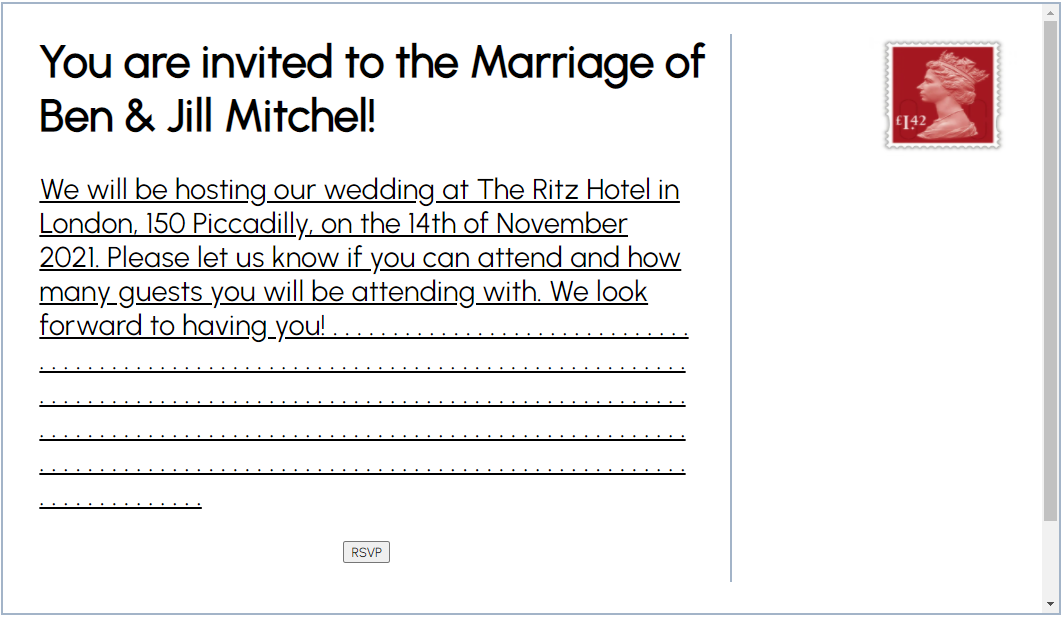 You are invited to the Marriage of
Ben & Jill Mitchel!
We will be hosting our wedding at The Ritz Hotel in
London, 150 Piccadilly, on the 14th of November
2021. Please let us know if you can attend and how
many guests you will be attending with. We look
forward to having you! . . . . . . . . . . . . . . . . . . . . . . . . . . . . . .
. . . . . . . . . . . . . . . . . . . . . . . . . . . . . . . . . . . . . . . . . . . . . . . . . . . . . .
. . . . . . . . . . . . . . . . . . . . . . . . . . . . . . . . . . . . . . . . . . . . . . . . . . . . . .
. . . . . . . . . . . . . . . . . . . . . . . . . . . . . . . . . . . . . . . . . . . . . . . . . . . . . .
. . . . . . . . . . . . . . . . . . . . . . . . . . . . . . . . . . . . . . . . . . . . . . . . . . . . . .
. . . . . . . . . . . . . .
RSVP
£1.42